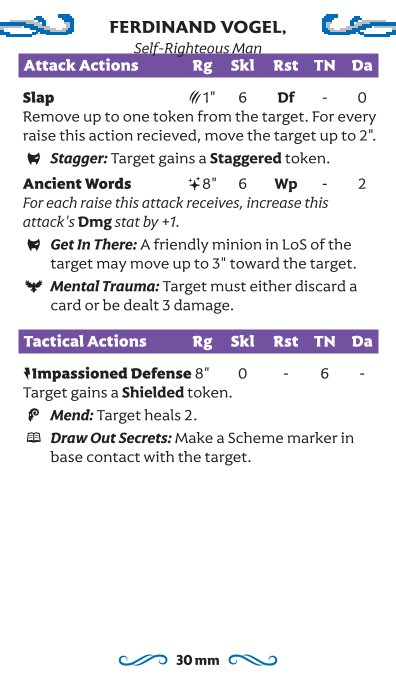 FERDINAND VOGEL,
Self-Righteous Man
Attack Actions Rg Skl Rst TN Da
Slap 1" 6 Df - 0
Remove up to one token from the target. For every
raise this action recieved, move the target up to 2".
Stagger: Target gains a Staggered token.
Ancient Words 8" 6 Wp - 2
For each raise this attack receives, increase this
attack's Dmg stat by +1.
Get In There: A friendly minion in LoS of the
target may move up to 3" toward the target.
Mental Trauma: Target must either discard a
card or be dealt 3 damage.
Tactical Actions Rg Skl Rst TN Da
Impassioned Defense 8" 0 - 6 -
Target gains a Shielded token.
Mend: Target heals 2.
Draw Out Secrets: Make a Scheme marker in
base contact with the target.
30 mm